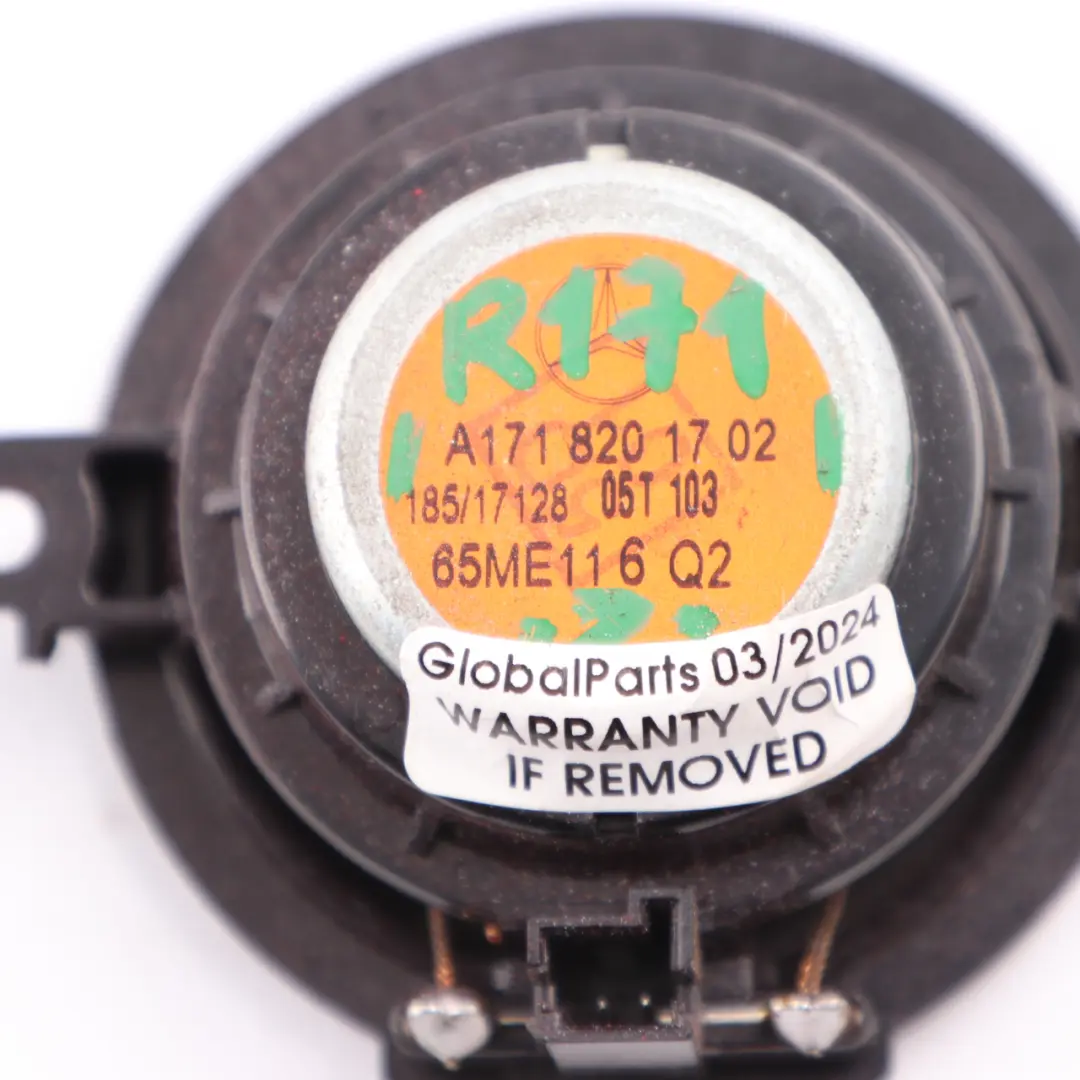 R171
A171 820 17 02
185/17128 05T 103
65ME11 6 Q2
GlobalParts 03/2024
WARRANTY VOID
IF REMOVED